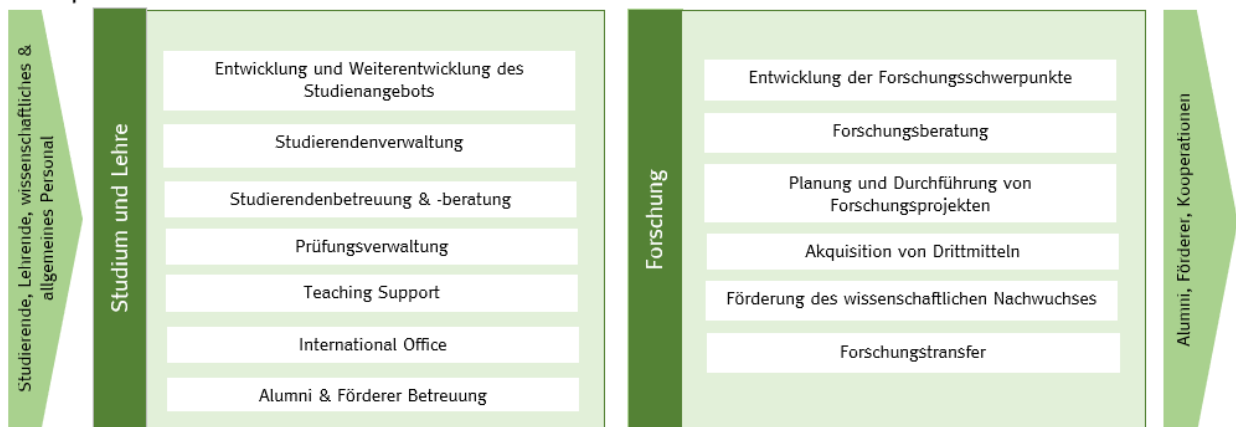 Studierende, Lehrende, wissenschaftliches &
allgemeines Personal
Studium und Lehre
Entwicklung und Weiterentwicklung des
Studienangebots
Studierendenverwaltung
Studierendenbetreuung & -beratung
Prüfungsverwaltung
Teaching Support
International Office
Alumni & Förderer Betreuung
Forschung
Entwicklung der Forschungsschwerpunkte
Forschungsberatung
Planung und Durchführung von
Forschungsprojekten
Akquisition von Drittmitteln
Förderung des wissenschaftlichen Nachwuchses
Forschungstransfer
Alumni, Förderer, Kooperationen